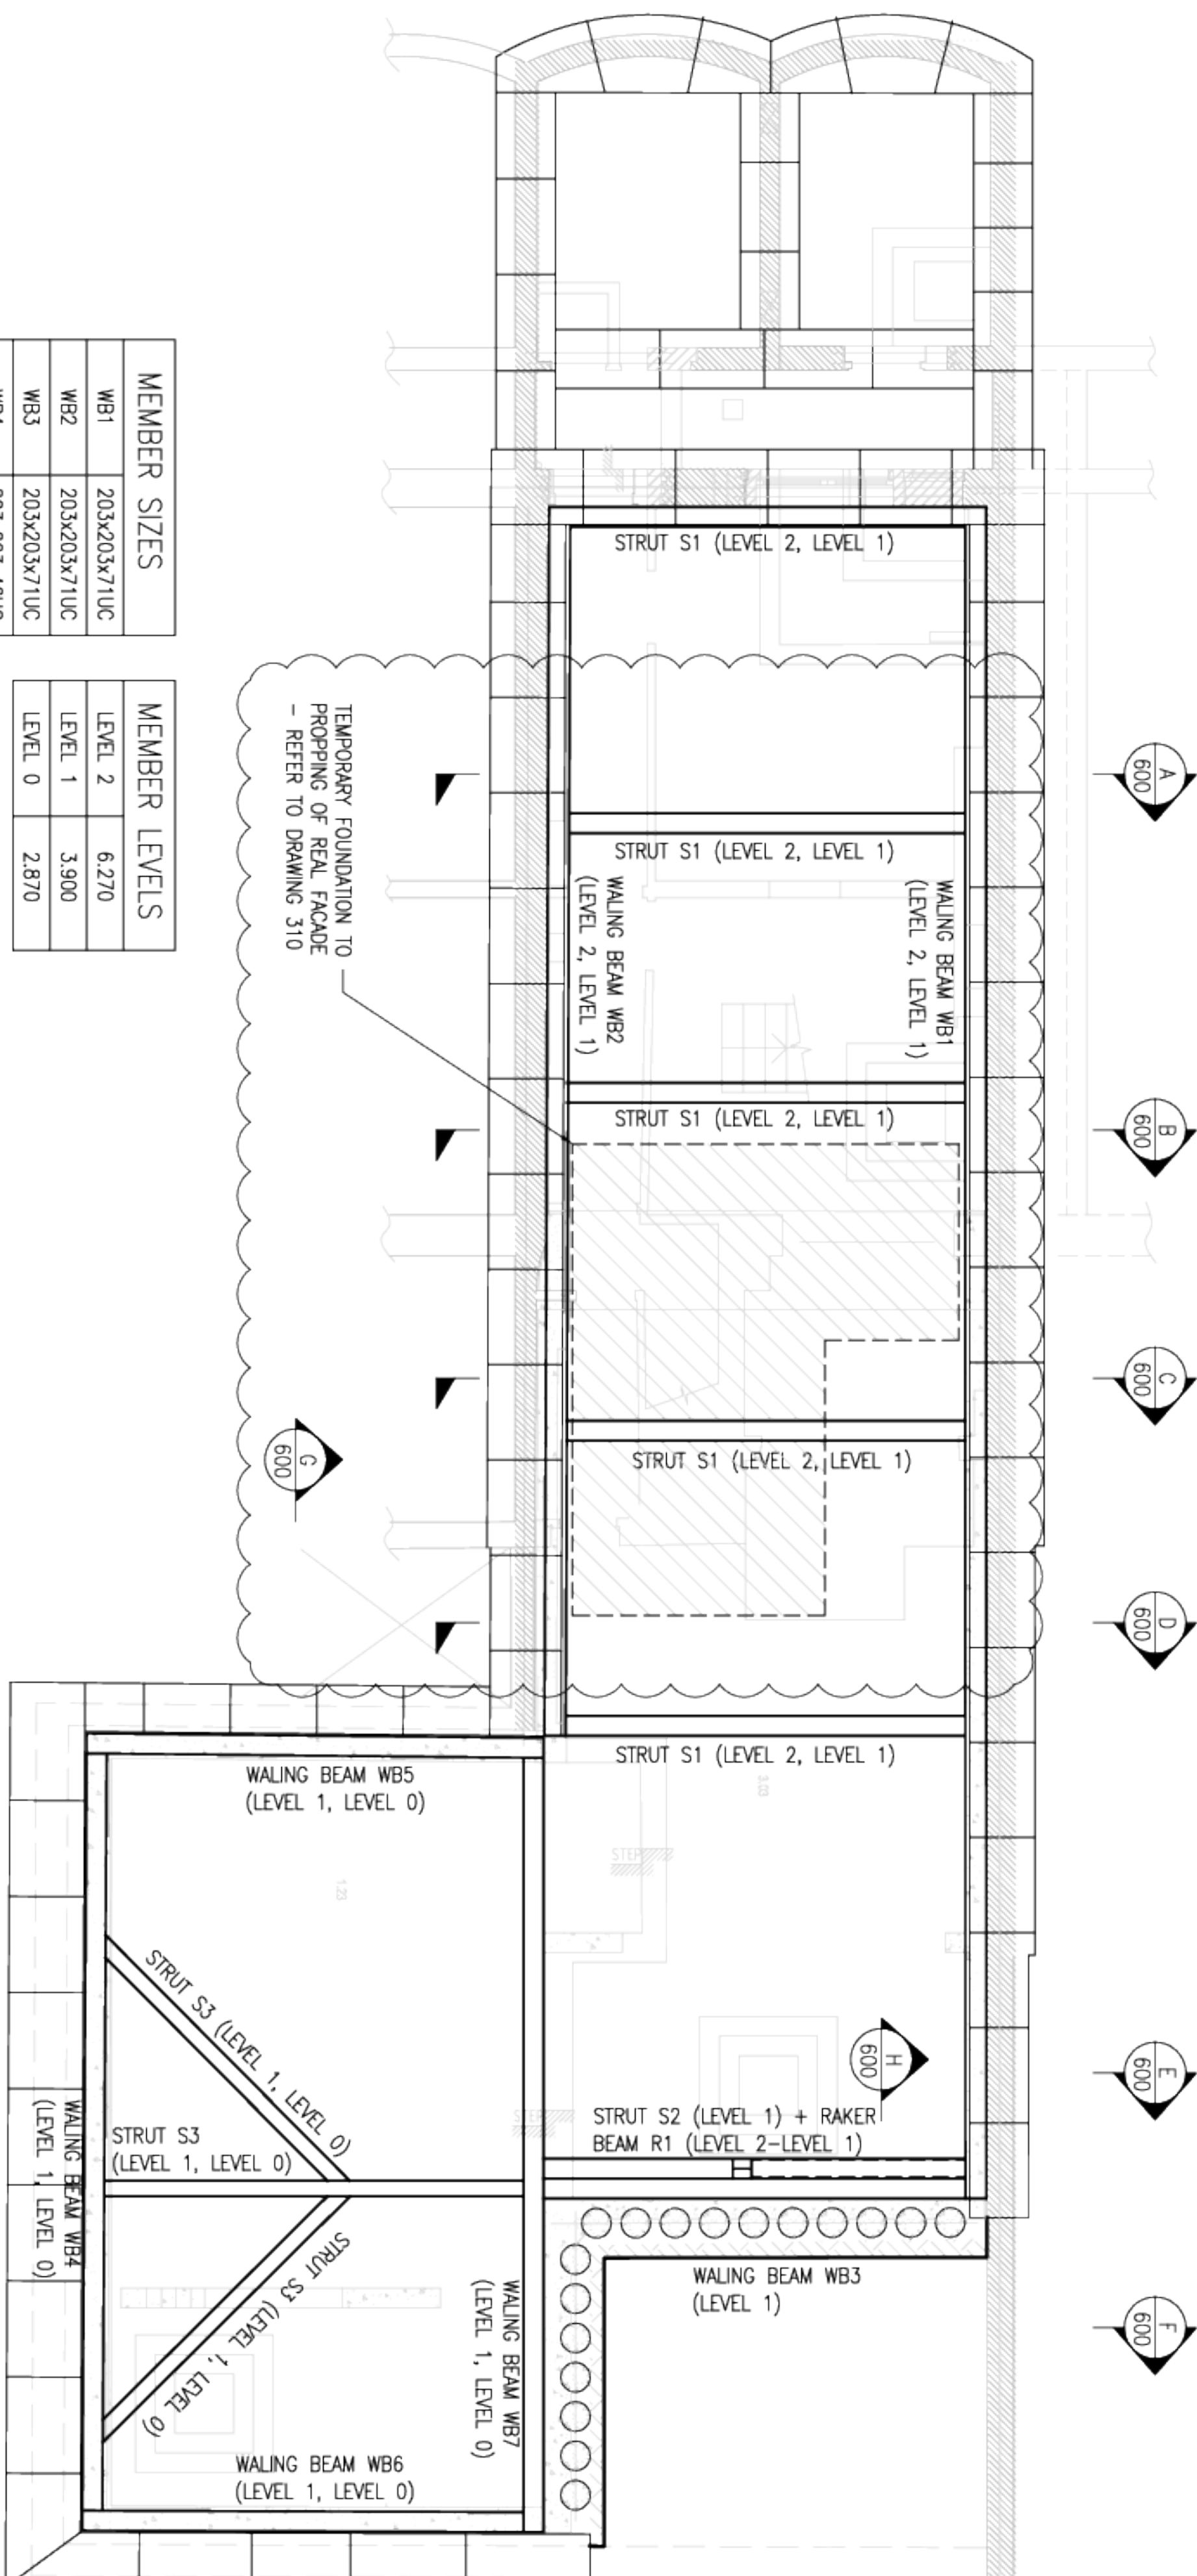 STRUT S1 (LEVEL 2, LEVEL 1)
STRUT S1 (LEVEL 2, LEVEL 1)
WALING BEAM WB1
(LEVEL 2, LEVEL 1)
WALING BEAM WB2
(LEVEL 2, LEVEL 1)
STRUT S1 (LEVEL 2, LEVEL 1)
STRUT S1 (LEVEL 2, LEVEL 1)
STRUT S1 (LEVEL 2, LEVEL 1)
TEMPORARY FOUNDATION TO
PROPPING OF REAL FACADE
- REFER TO DRAWING 310
A
600
B
600
C
600
D
600
E
600
F
600
G
600
H
600
3.03
STEP
STEP
1.23
STRUT S2 (LEVEL 1) + RAKER
BEAM R1 (LEVEL 2-LEVEL 1)
WALING BEAM WB3
(LEVEL 1)
WALING BEAM WB5
(LEVEL 1, LEVEL 0)
STRUT S3 (LEVEL 1, LEVEL 0)
STRUT S3
(LEVEL 1, LEVEL 0)
STRUT S3 (LEVEL 1, LEVEL 0)
WALING BEAM WB4
(LEVEL 1, LEVEL 0)
WALING BEAM WB7
(LEVEL 1, LEVEL 0)
WALING BEAM WB6
(LEVEL 1, LEVEL 0)
MEMBER SIZES
WB1 203x203x71UC
WB2 203x203x71UC
WB3 203x203x71UC
MEMBER LEVELS
LEVEL 2 6.270
LEVEL 1 3.900
LEVEL 0 2.870